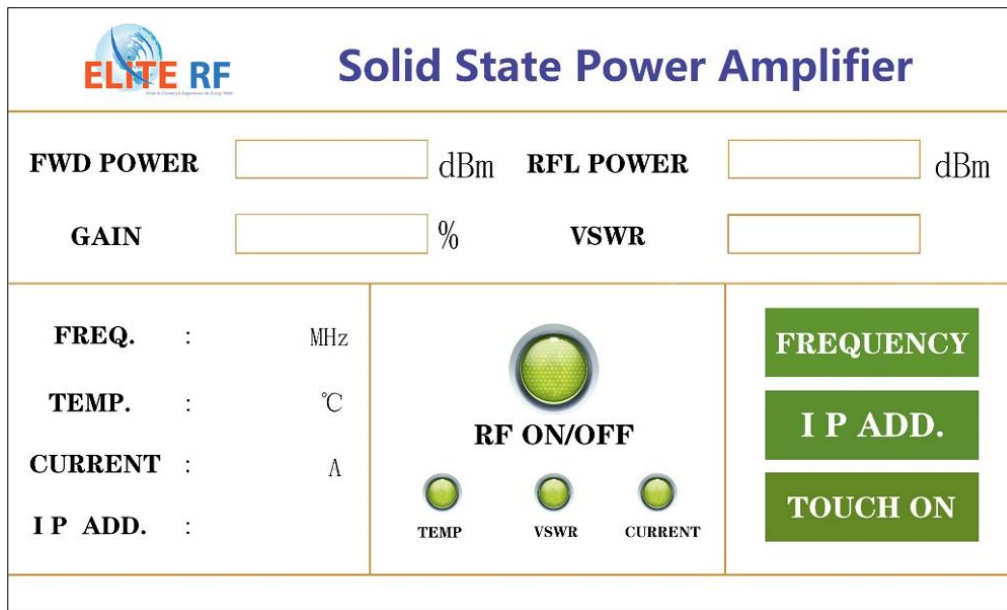 ELiTE RF
Solid State Power Amplifier
FWD POWER dBm RFL POWER dBm
GAIN % VSWR
FREQ. : MHz
TEMP. : ℃
CURRENT : A
I P ADD. :
RF ON/OFF
TEMP VSWR CURRENT
FREQUENCY
I P ADD.
TOUCH ON